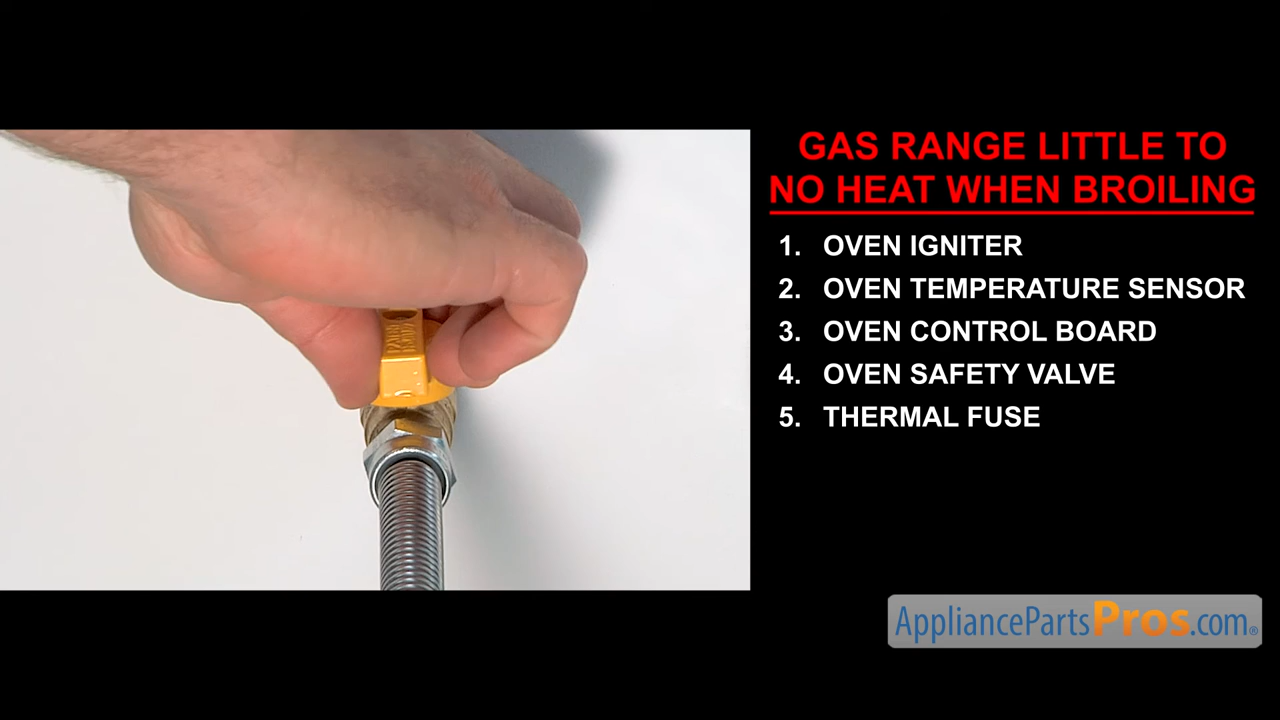 GAS RANGE LITTLE TO
NO HEAT WHEN BROILING
1. OVEN IGNITER
2. OVEN TEMPERATURE SENSOR
3. OVEN CONTROL BOARD
4. OVEN SAFETY VALVE
5. THERMAL FUSE
AppliancePartsPros.com®